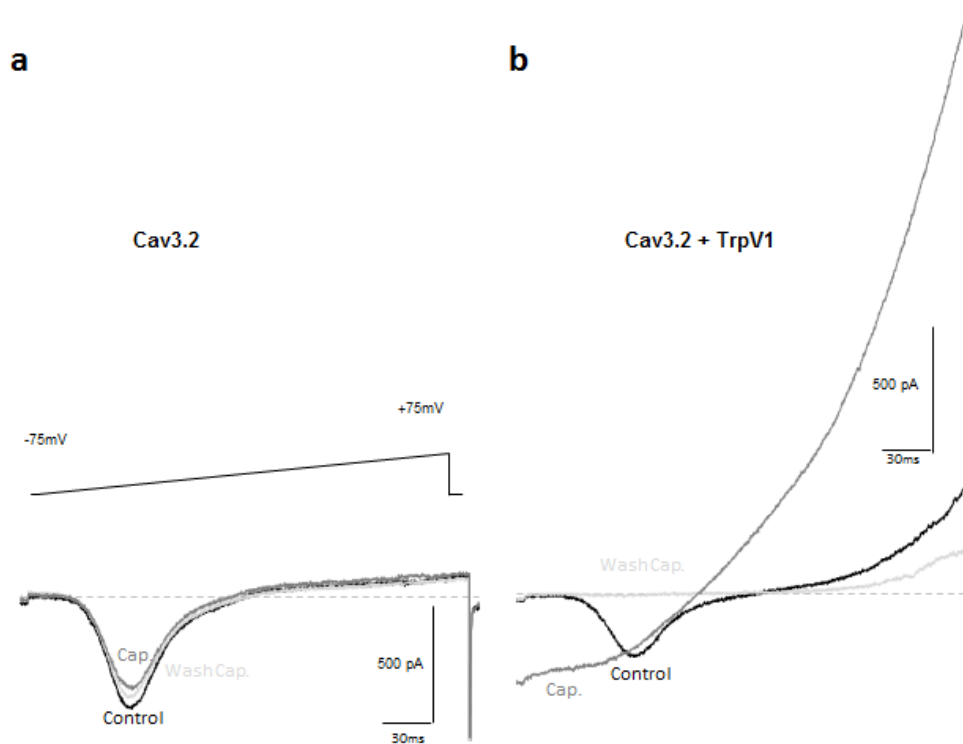 a
Cav3.2
-75mV
+75mV
Cap.
WashCap.
Control
500 pA
30ms
b
Cav3.2 + TrpV1
500 pA
30ms
WashCap.
Cap.
Control